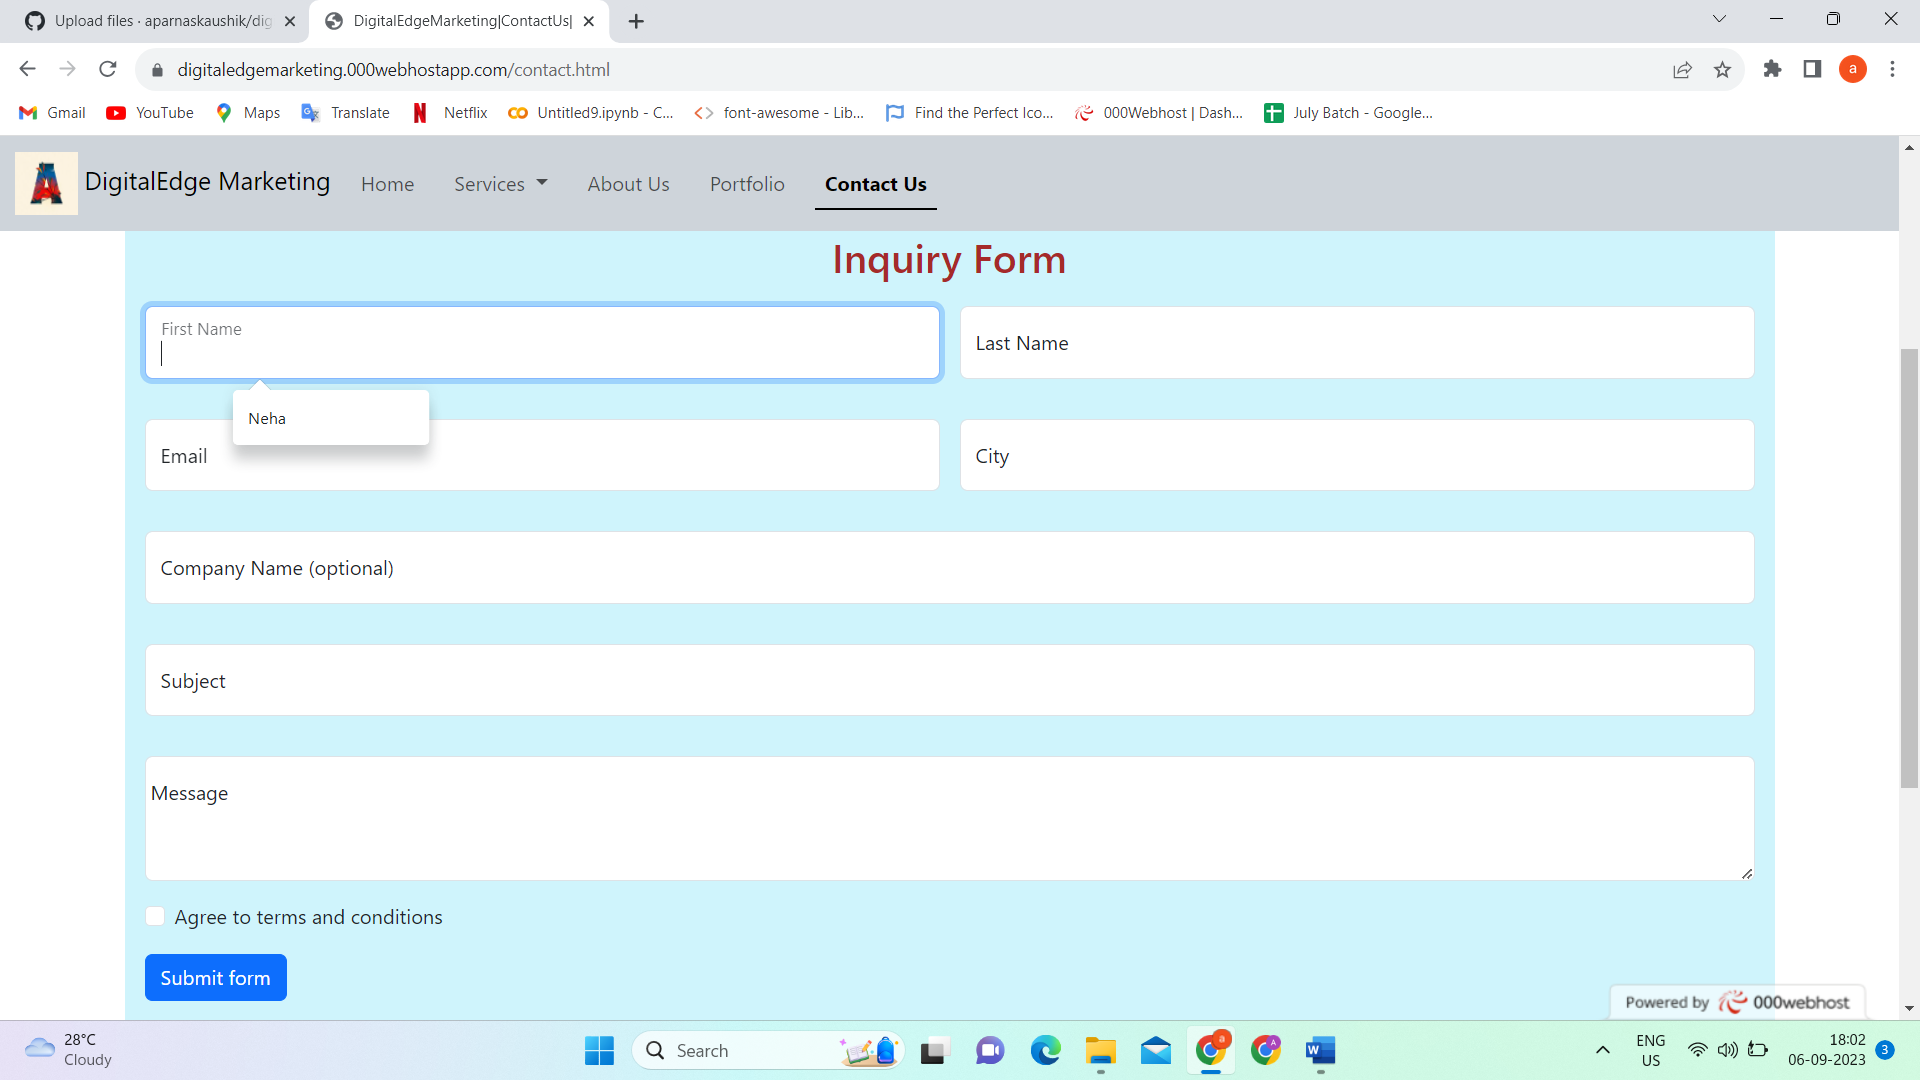 Upload files · aparnaskaushik/dig
DigitalEdgeMarketing|ContactUs|
digitaledgemarketing.000webhostapp.com/contact.html
a
Gmail
YouTube
Maps
Translate
Netflix
Untitled9.ipynb - C...
font-awesome - Lib...
Find the Perfect Ico...
000Webhost | Dash...
July Batch - Google...
A
DigitalEdge Marketing
Home
Services
About Us
Portfolio
Contact Us
Inquiry Form
First Name
Last Name
Neha
Email
City
Company Name (optional)
Subject
Message
Agree to terms and conditions
Submit form
Powered by 000webhost
28°C
Cloudy
Search
a
A
W
ENG
US
18:02
06-09-2023
3